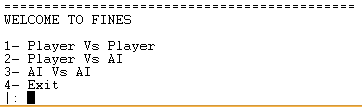 ==============================================
WELCOME TO FINES
1- Player Vs Player
2- Player Vs AI
3- AI Vs AI
4- Exit
|: